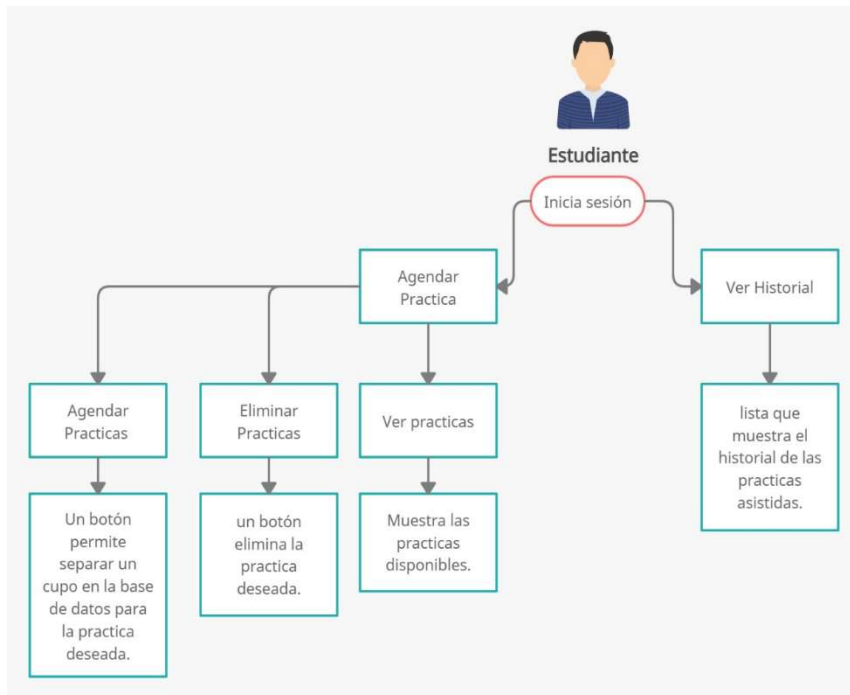 Estudiante
Inicia sesión
Agendar
Practica
Ver Historial
Agendar
Practicas
Eliminar
Practicas
Ver practicas
lista que
muestra el
historial de las
practicas
asistidas.
Un botón
permite
separar un
cupo en la base
de datos para
la practica
deseada.
un botón
elimina la
practica
deseada.
Muestra las
practicas
disponibles.